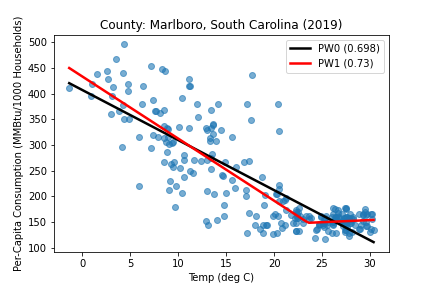 County: Marlboro, South Carolina (2019)
Per-Capita Consumption (MMBtu/1000 Households)
500
450
400
350
300
250
200
150
100
PW0 (0.698)
PW1 (0.73)
0 5 10 15 20 25 30
Temp (deg C)